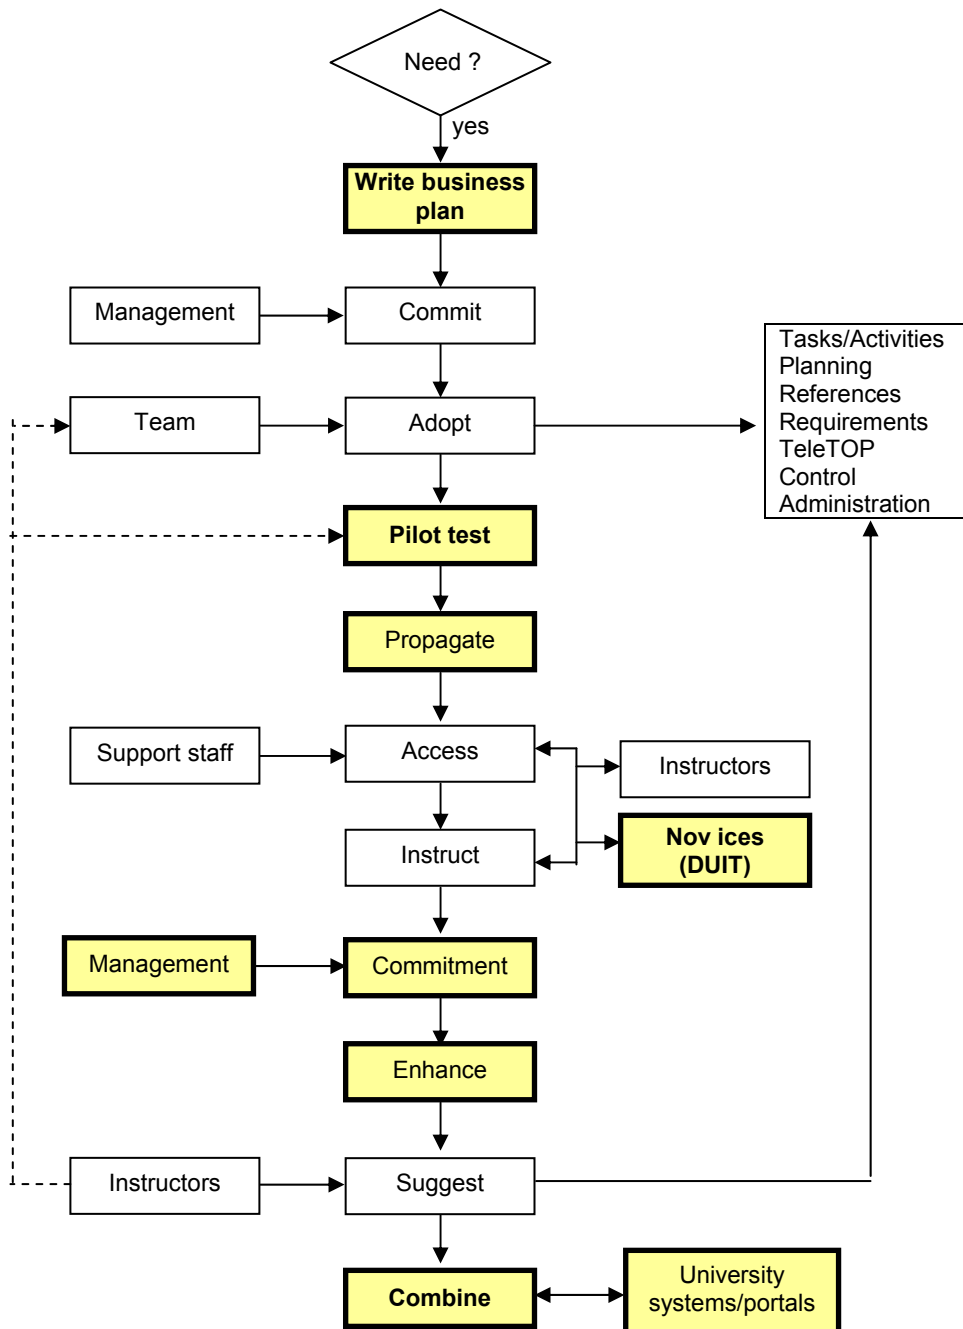 Need ?
yes
Write business
plan
Management
Commit
Tasks/Activities
Planning
References
Requirements
TeleTOP
Control
Administration
Team
Adopt
Pilot test
Propagate
Support staff
Access
Instructors
Instruct
Nov ices
(DUIT)
Management
Commitment
Enhance
Instructors
Suggest
Combine
University
systems/portals